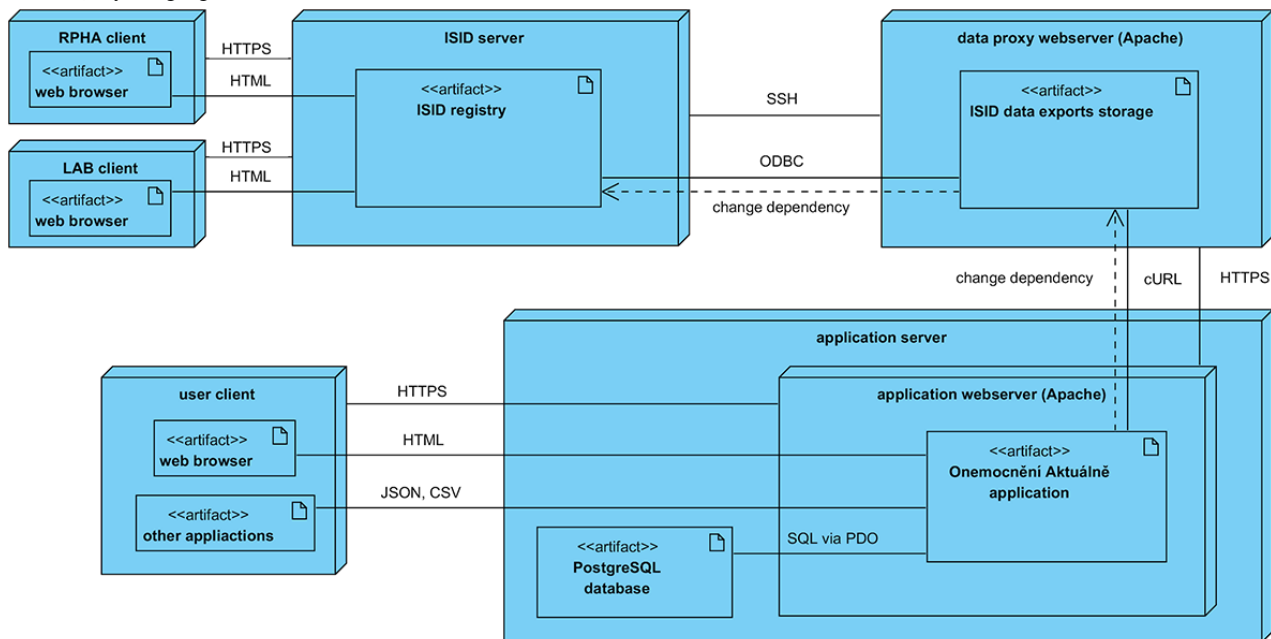 RPHA client
<<artifact>>
web browser
HTTPS
HTML
ISID server
<<artifact>>
ISID registry
SSH
ODBC
change dependency
data proxy webserver (Apache)
<<artifact>>
ISID data exports storage
LAB client
<<artifact>>
web browser
HTTPS
HTML
change dependency
cURL
HTTPS
application server
user client
<<artifact>>
web browser
<<artifact>>
other appliactions
HTTPS
HTML
JSON, CSV
application webserver (Apache)
<<artifact>>
Onemocnění Aktuálně
application
<<artifact>>
PostgreSQL
database
SQL via PDO